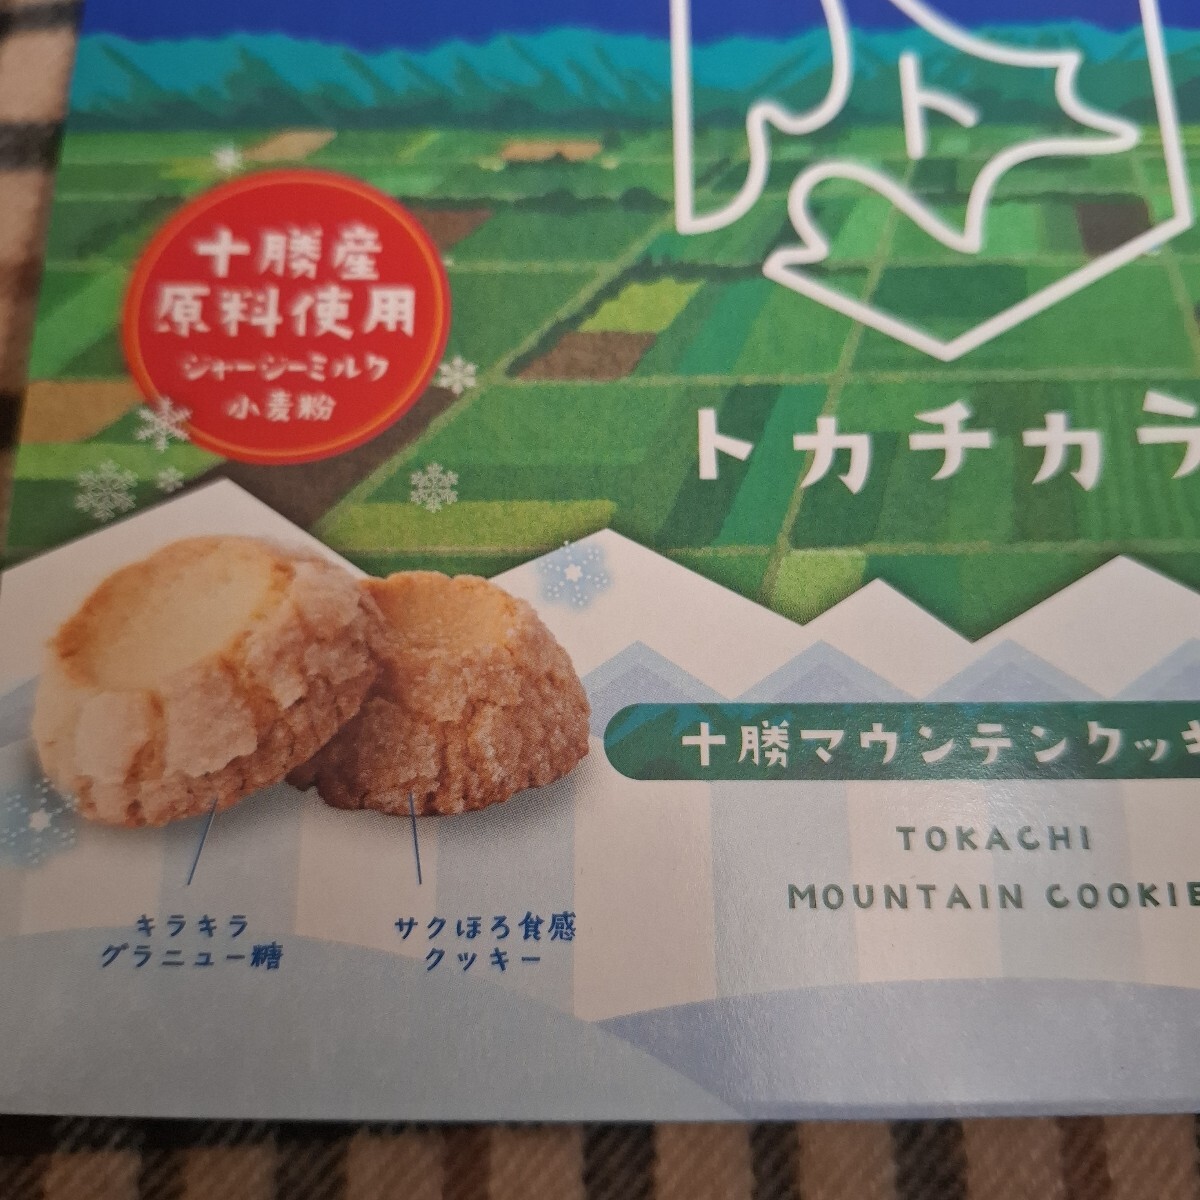 ト
十勝産
原料使用
ジャージーミルク
小麦粉
トカチカラ
十勝マウンテンクッキ
TOKACHI
MOUNTAIN COOKIE
キラキラ
グラニュー糖
サクほろ食感
クッキー